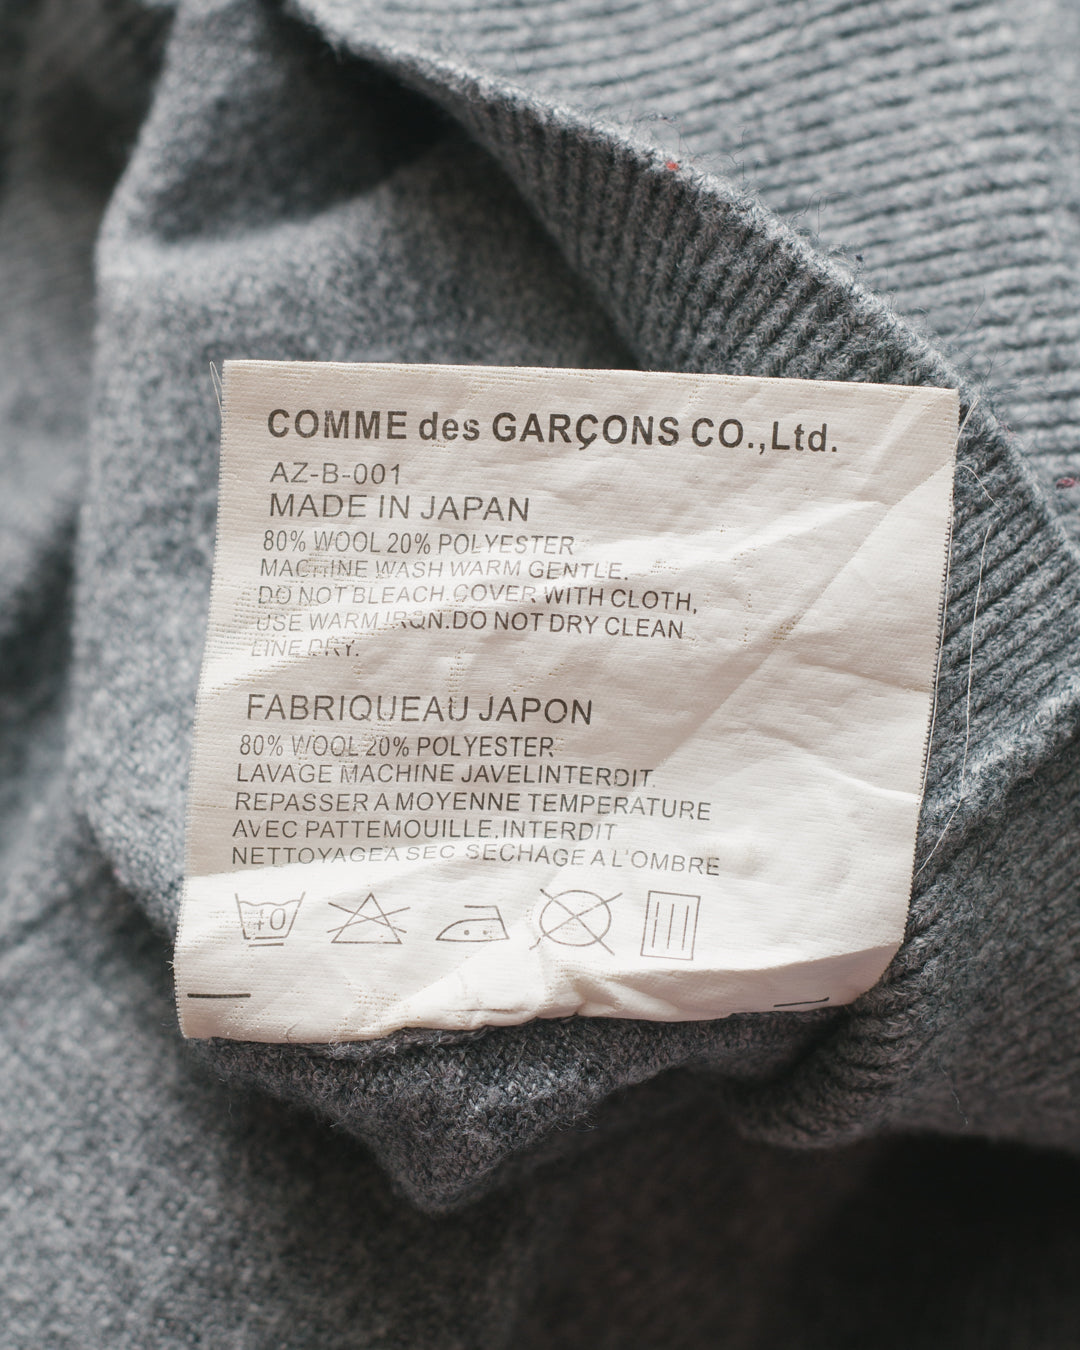 COMME des GARÇONS CO.,Ltd.
AZ-B-001
MADE IN JAPAN
80% WOOL 20% POLYESTER
MACHINE WASH WARM GENTLE.
DO NOT BLEACH.COVER WITH CLOTH,
USE WARM IRON.DO NOT DRY CLEAN
LINE DRY.
FABRIQUEAU JAPON
80% WOOL 20% POLYESTER
LAVAGE MACHINE JAVELINTERDIT.
REPASSER A MOYENNE TEMPERATURE
AVEC PATTEMOUILLE,INTERDIT
NETTOYAGEA SEC SECHAGE A L'OMBRE